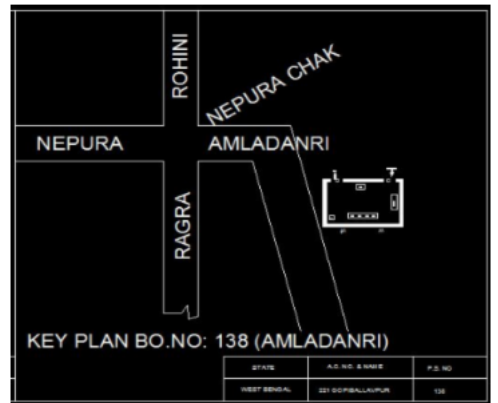 ROHINI
NEPURA CHAK
NEPURA
AMLADANRI
RAGRA
KEY PLAN BO.NO: 138 (AMLADANRI)
STATE A.C. NO. & NAME P.S. NO
WEST BENGAL 221 GOPIBALLAVPUR 138